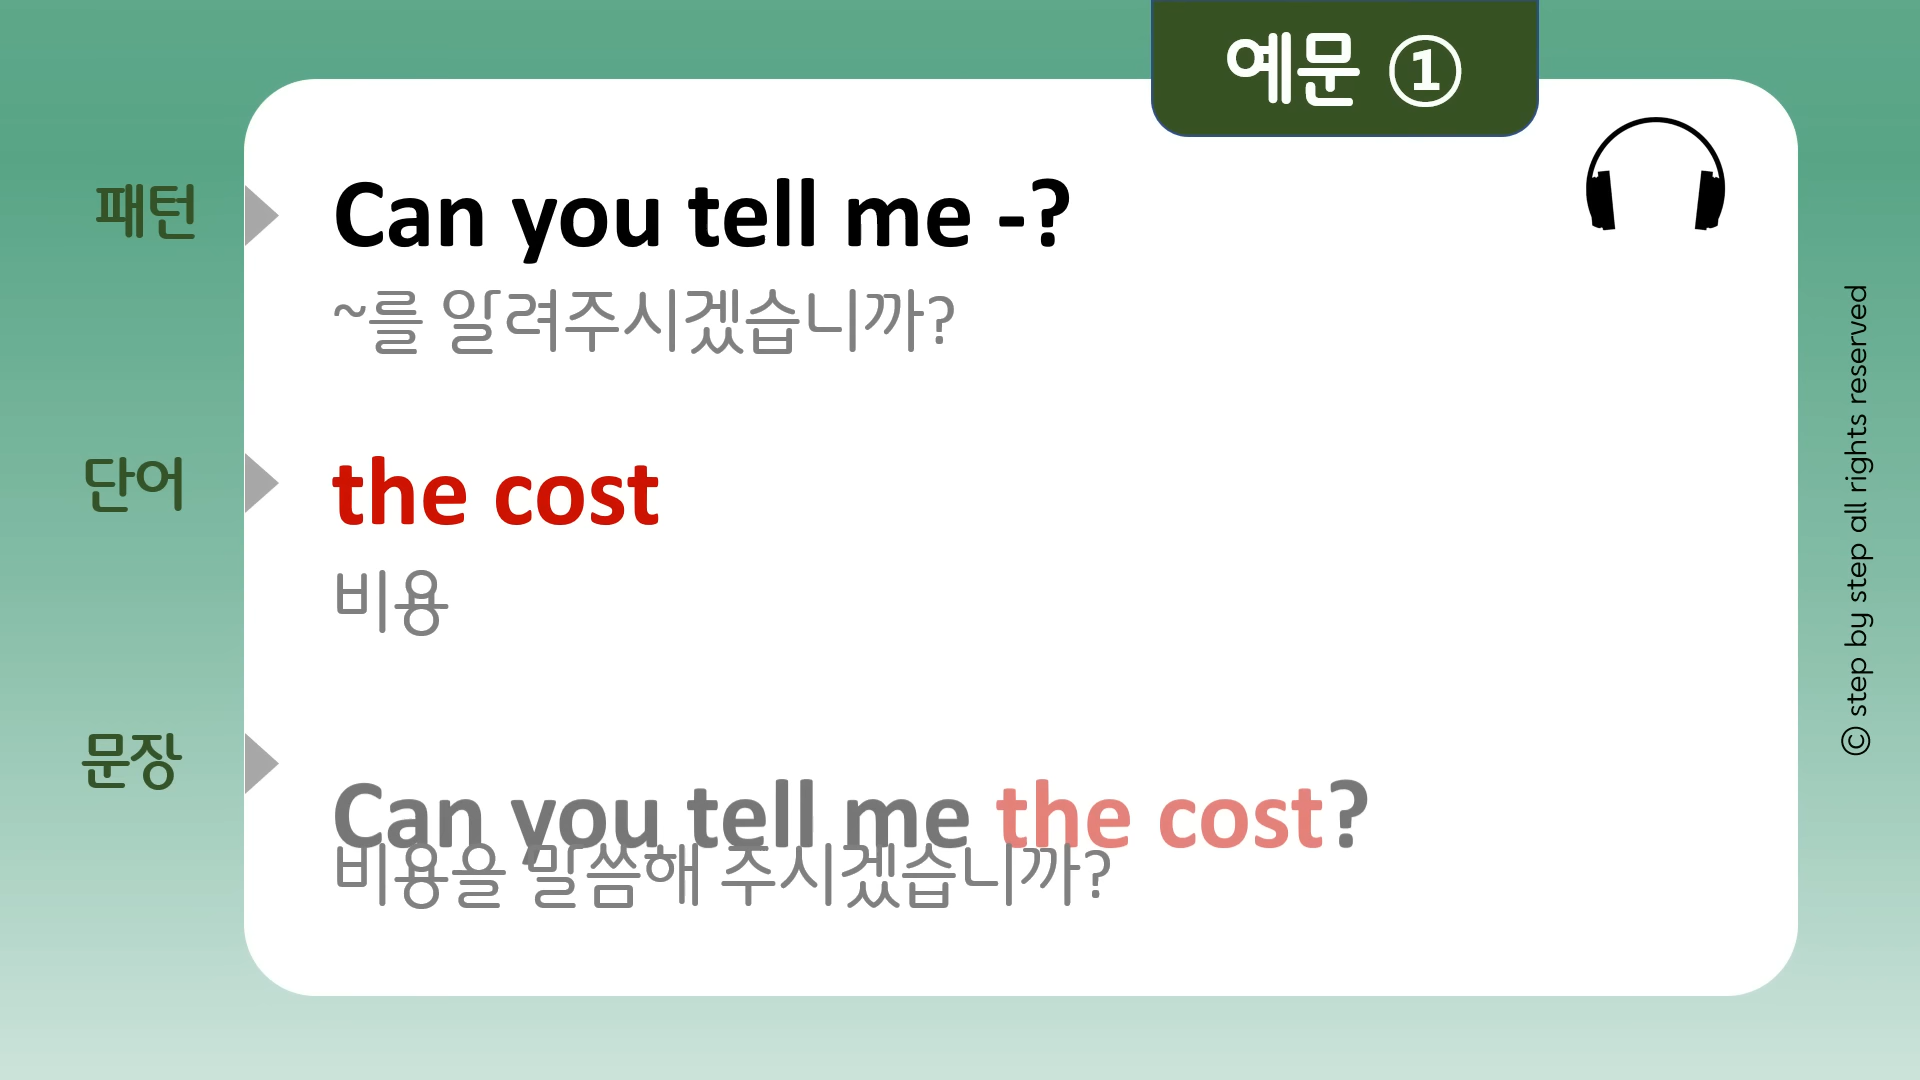 예문 ①
패턴
Can you tell me -?
~를 알려주시겠습니까?
단어
the cost
비용
문장
Can you tell me the cost?
비용을 말씀해 주시겠습니까?
© step by step all rights reserved